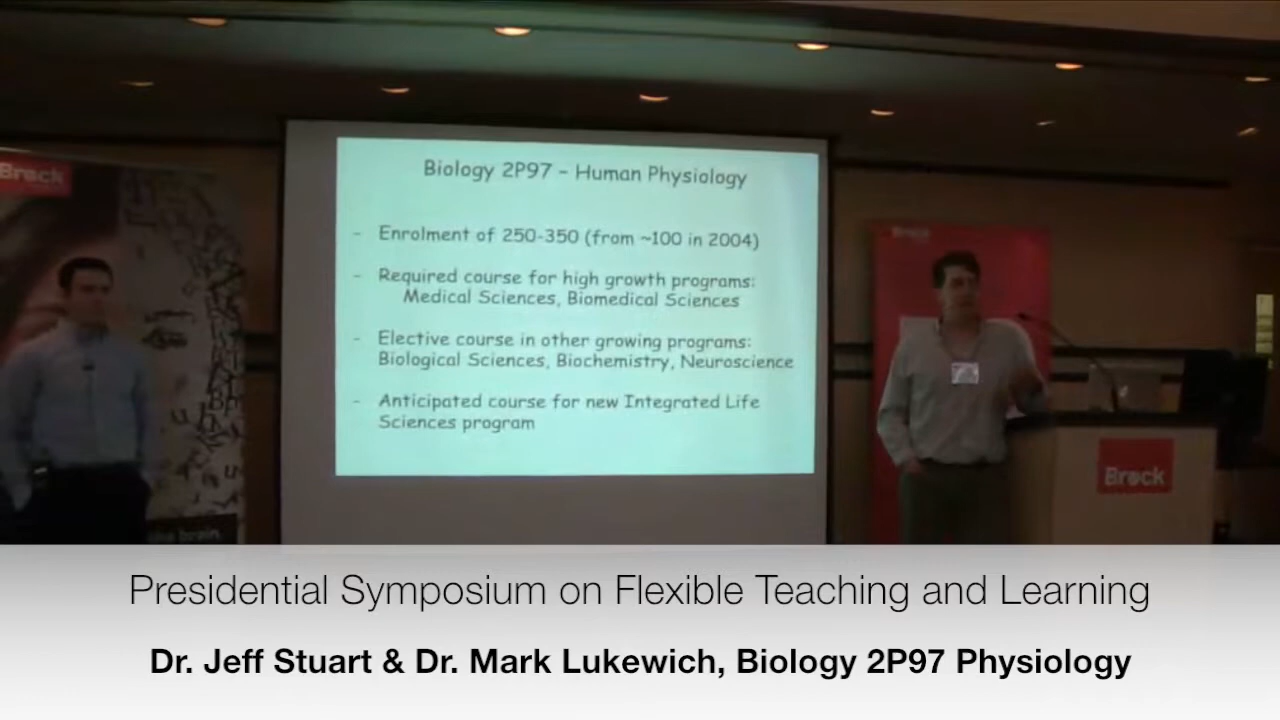 Brock
Biology 2P97 – Human Physiology
- Enrolment of 250-350 (from ~100 in 2004)
- Required course for high growth programs:
Medical Sciences, Biomedical Sciences
- Elective course in other growing programs:
Biological Sciences, Biochemistry, Neuroscience
- Anticipated course for new Integrated Life
Sciences program
Brock
Brock
the brain
Presidential Symposium on Flexible Teaching and Learning
Dr. Jeff Stuart & Dr. Mark Lukewich, Biology 2P97 Physiology